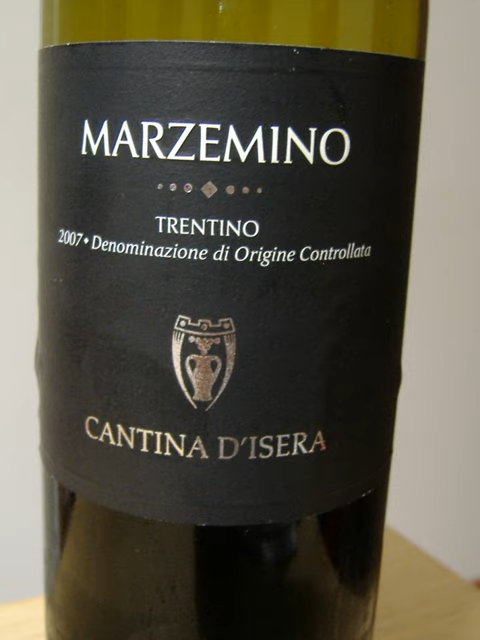 MARZEMINO
TRENTINO
2007 • Denominazione di Origine Controllata
CANTINA D'ISERA